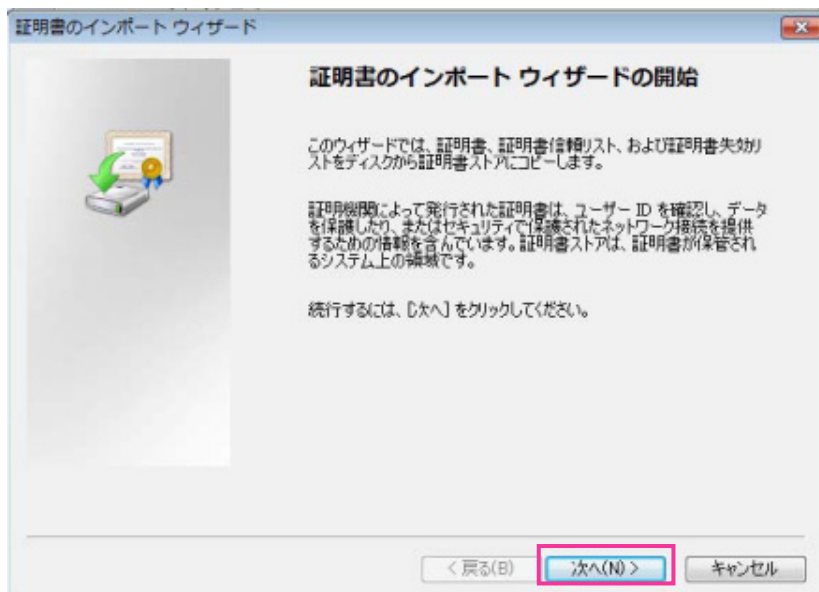 証明書のインポート ウィザード
証明書のインポート ウィザードの開始
このウィザードでは、証明書、証明書信頼リスト、および証明書失効リ
ストをディスクから証明書ストアにコピーします。
証明機関によって発行された証明書は、ユーザー ID を確認し、データ
を保護したり、またはセキュリティで保護されたネットワーク接続を提供
するための情報を含んでいます。証明書ストアは、証明書が保管され
るシステム上の領域です。
続行するには、[次へ] をクリックしてください。
< 戻る(B)
次へ(N) >
キャンセル